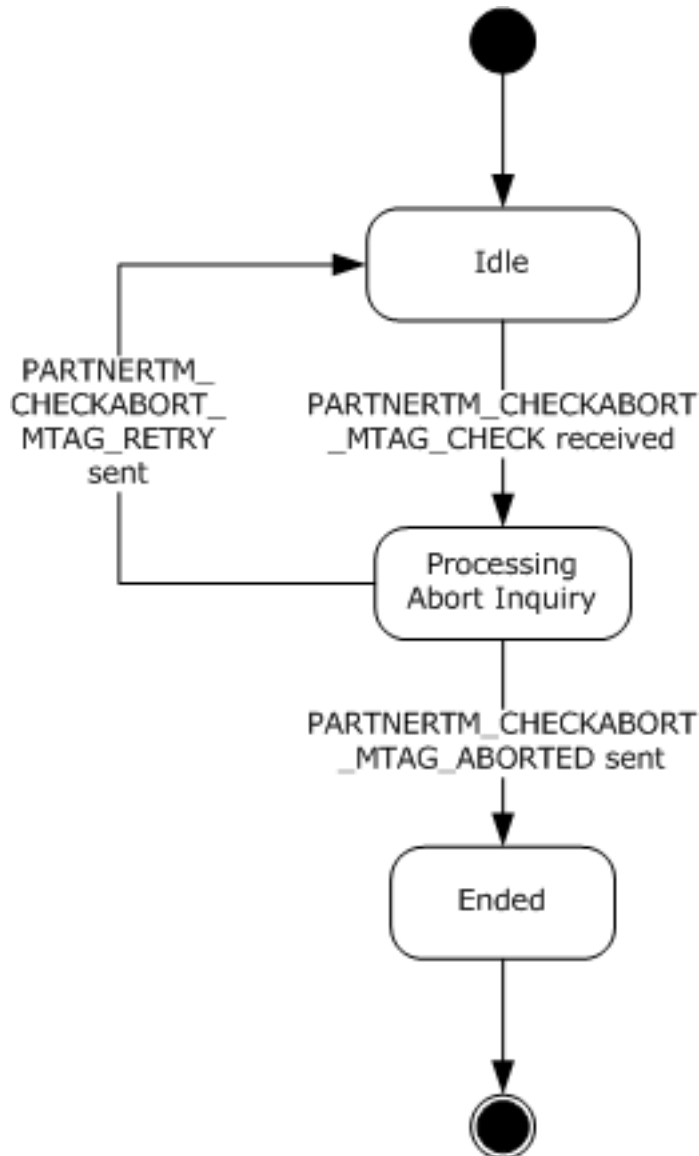 Idle
PARTNERTM_
CHECKABORT_
MTAG_RETRY
sent
PARTNERTM_CHECKABORT
_MTAG_CHECK received
Processing
Abort Inquiry
PARTNERTM_CHECKABORT
_MTAG_ABORTED sent
Ended